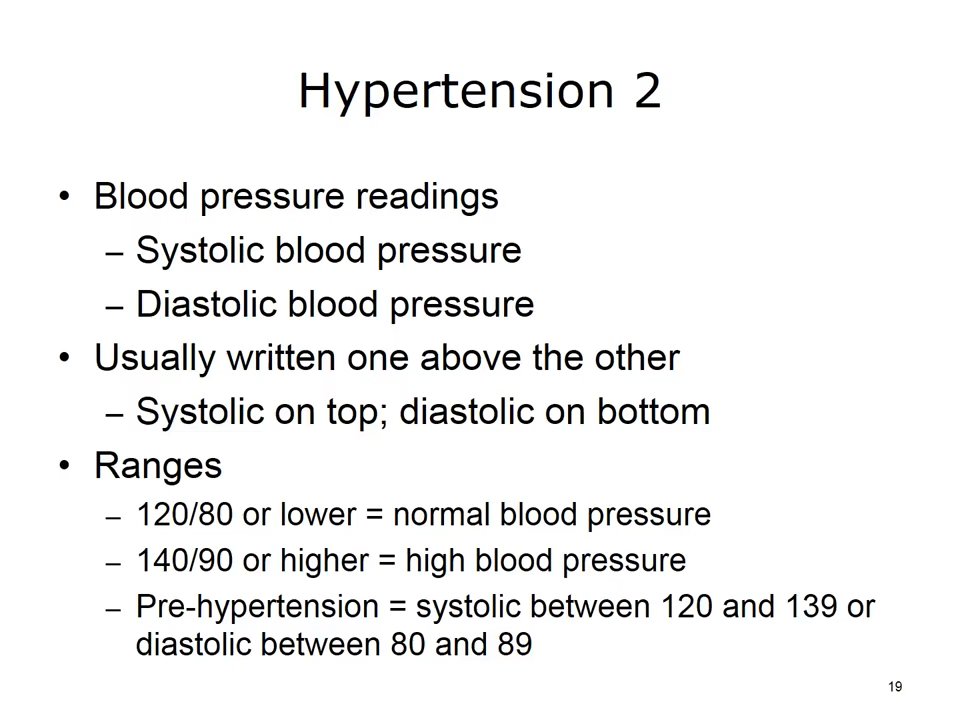 Hypertension 2
• Blood pressure readings
– Systolic blood pressure
– Diastolic blood pressure
• Usually written one above the other
– Systolic on top; diastolic on bottom
• Ranges
– 120/80 or lower = normal blood pressure
– 140/90 or higher = high blood pressure
– Pre-hypertension = systolic between 120 and 139 or
diastolic between 80 and 89
19